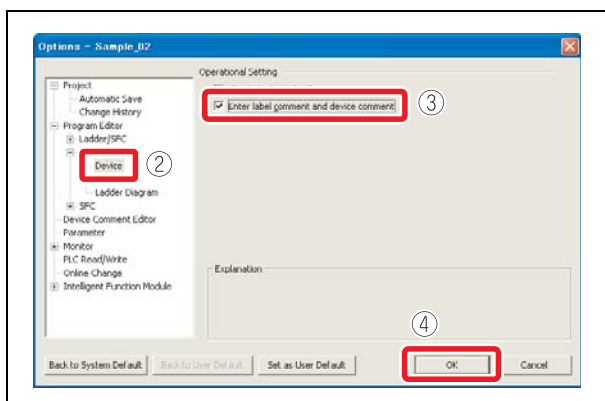 Options - Sample_02
Operational Setting
Project
Automatic Save
Change History
Program Editor
Ladder/SFC
Device
Ladder Diagram
SFC
Device Comment Editor
Parameter
Monitor
PLC Read/Write
Online Change
Intelligent Function Module
②
Enter label comment and device comment
③
Explanation
④
Back to System Default
Back to User Default
Set as User Default
OK
Cancel